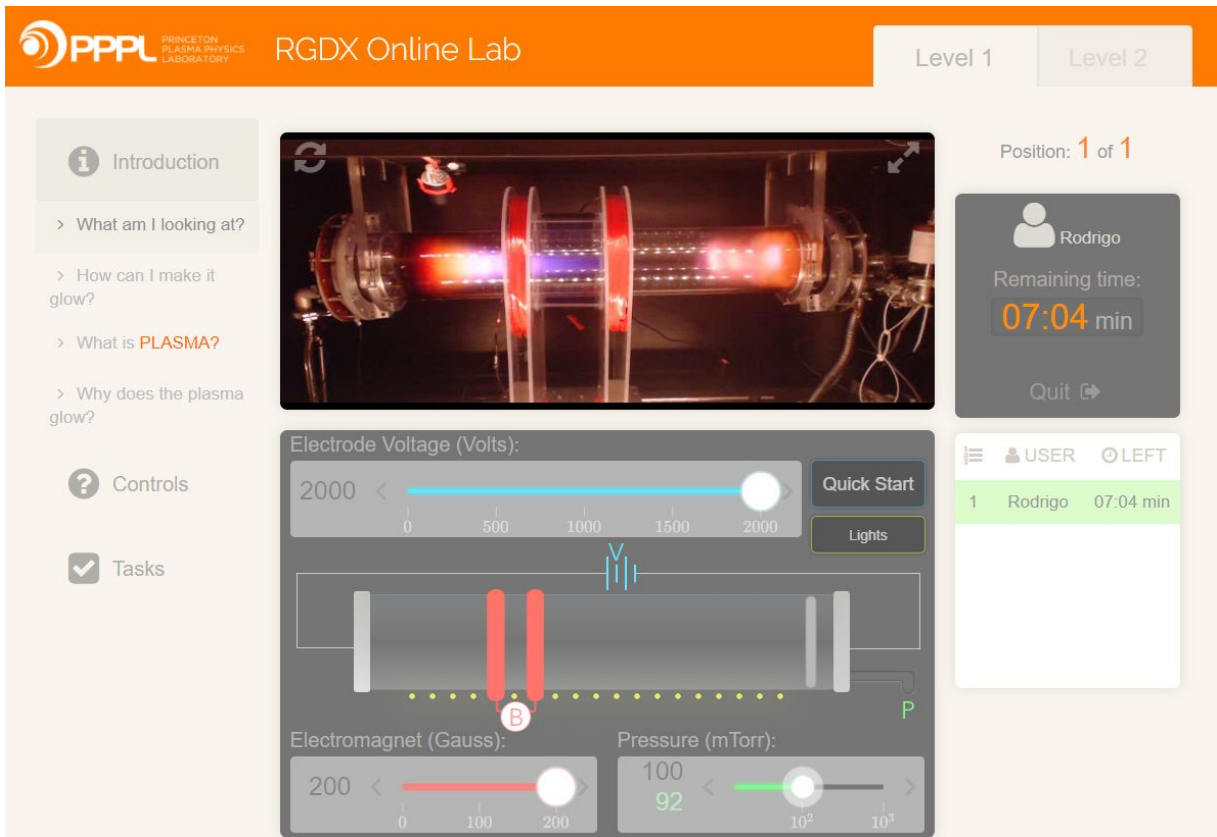 PPPL PRINCETON
PLASMA PHYSICS
LABORATORY
RGDX Online Lab
Level 1
Level 2
Introduction
> What am I looking at?
> How can I make it
glow?
> What is PLASMA?
> Why does the plasma
glow?
Controls
Tasks
Position: 1 of 1
Rodrigo
Remaining time:
07:04 min
Quit
USER LEFT
1 Rodrigo 07:04 min
Electrode Voltage (Volts):
2000
0 500 1000 1500 2000
Quick Start
Lights
V
B
P
Electromagnet (Gauss):
200
0 100 200
Pressure (mTorr):
100
92
10² 10³